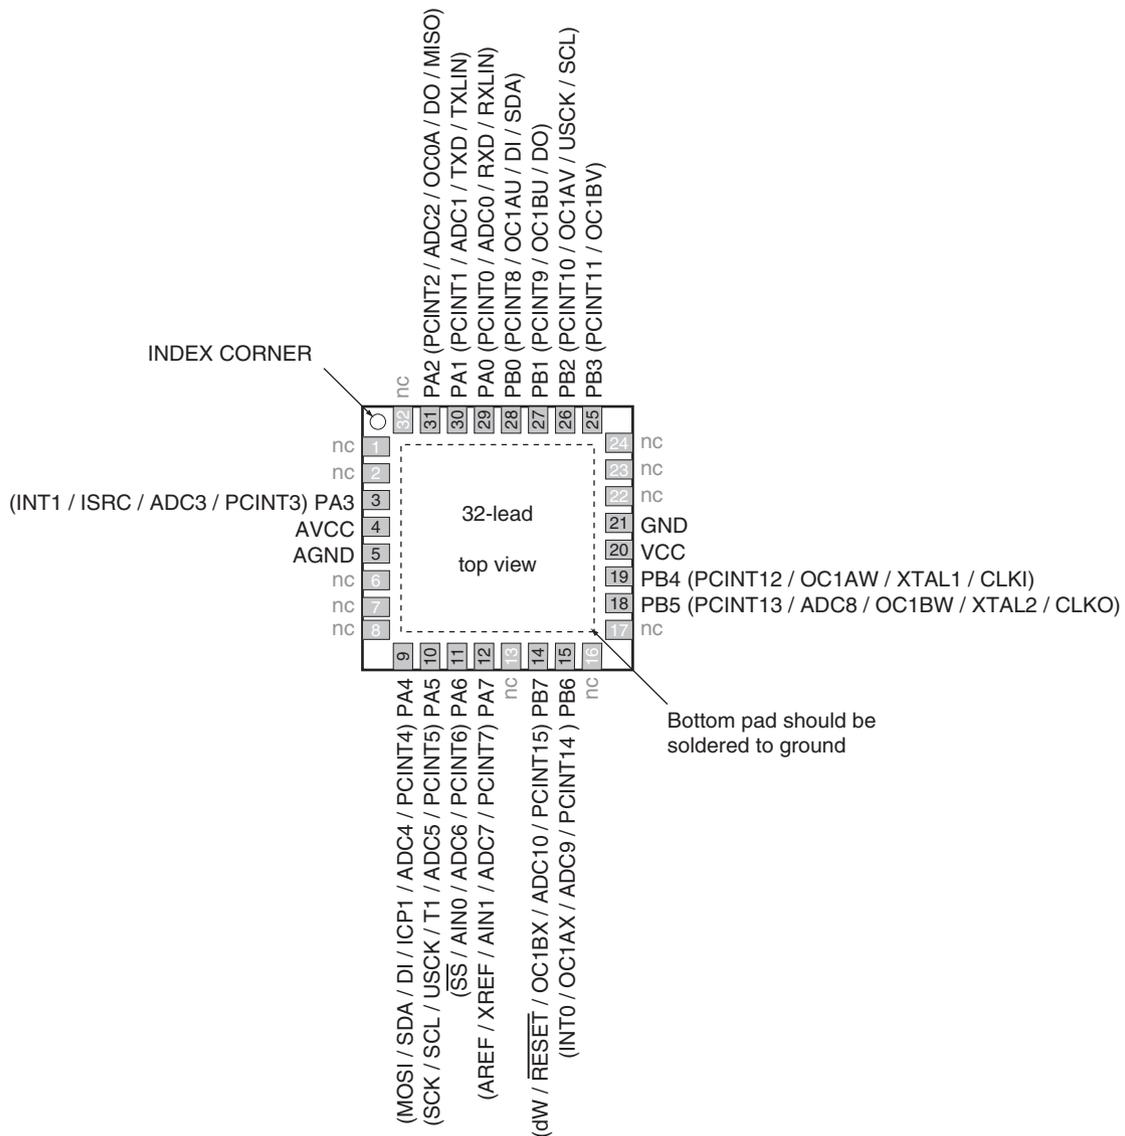 PA2 (PCINT2 / ADC2 / OC0A / DO / MISO)
PA1 (PCINT1 / ADC1 / TXD / TXLIN)
PA0 (PCINT0 / ADC0 / RXD / RXLIN)
PB0 (PCINT8 / OC1AU / DI / SDA)
PB1 (PCINT9 / OC1BU / DO)
PB2 (PCINT10 / OC1AV / USCK / SCL)
PB3 (PCINT11 / OC1BV)
INDEX CORNER
nc
32
31
30
29
28
27
26
25
nc 1
nc 2
(INT1 / ISRC / ADC3 / PCINT3) PA3 3
AVCC 4
AGND 5
nc 6
nc 7
nc 8
32-lead
top view
24 nc
23 nc
22 nc
21 GND
20 VCC
19 PB4 (PCINT12 / OC1AW / XTAL1 / CLKI)
18 PB5 (PCINT13 / ADC8 / OC1BW / XTAL2 / CLKO)
17 nc
9
10
11
12
13
14
15
16
(MOSI / SDA / DI / ICP1 / ADC4 / PCINT4) PA4
(SCK / SCL / USCK / T1 / ADC5 / PCINT5) PA5
(SS / AIN0 / ADC6 / PCINT6) PA6
(AREF / XREF / AIN1 / ADC7 / PCINT7) PA7
nc
(dW / RESET / OC1BX / ADC10 / PCINT15) PB7
(INT0 / OC1AX / ADC9 / PCINT14 ) PB6
nc
Bottom pad should be
soldered to ground